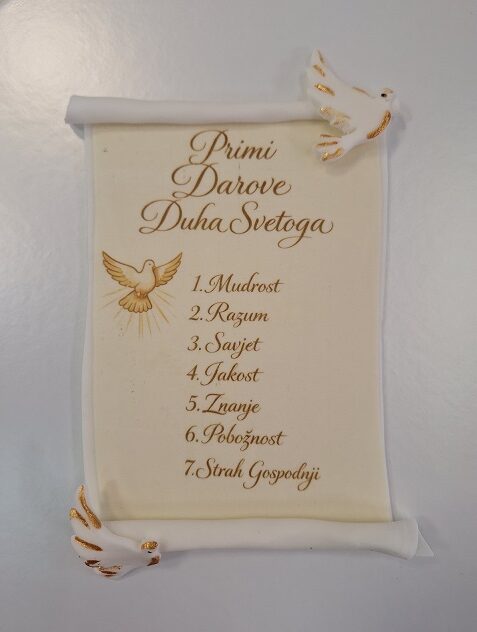 Primi
Darove
Duha Svetoga
1. Mudrost
2. Razum
3. Savjet
4. Jakost
5. Znanje
6. Pobožnost
7. Strah Gospodnji